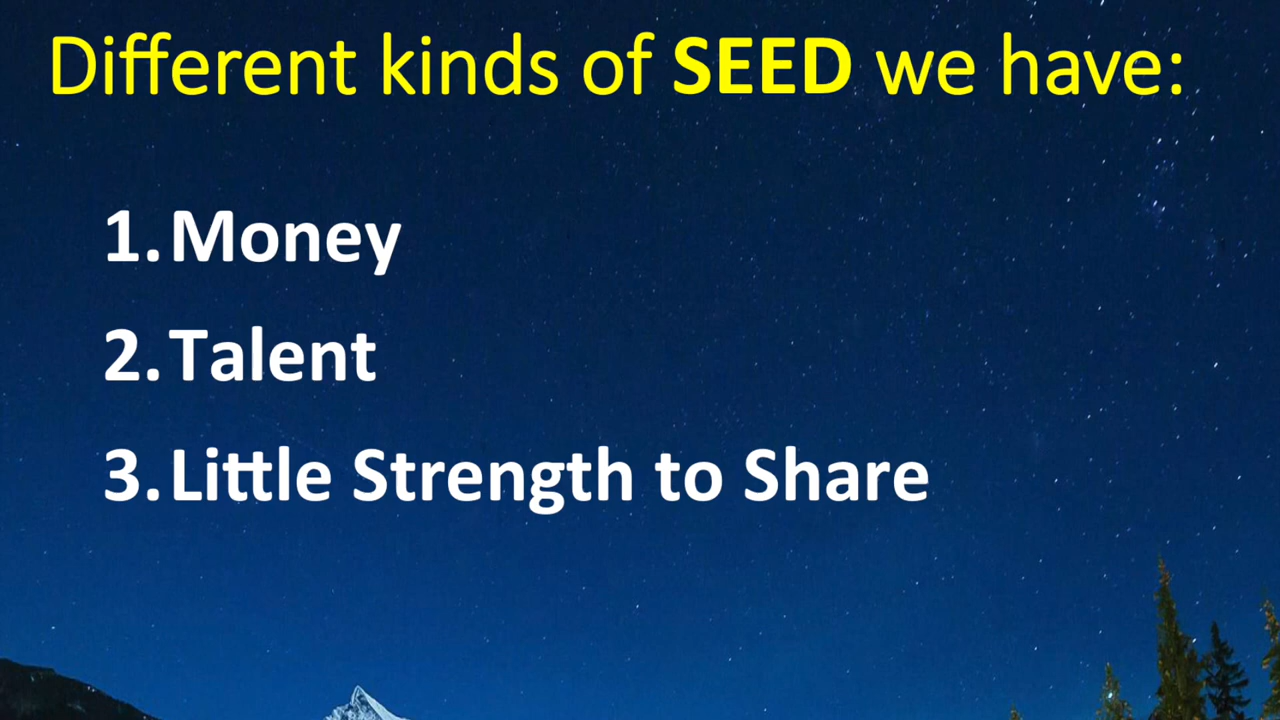 Different kinds of SEED we have:
1. Money
2. Talent
3. Little Strength to Share